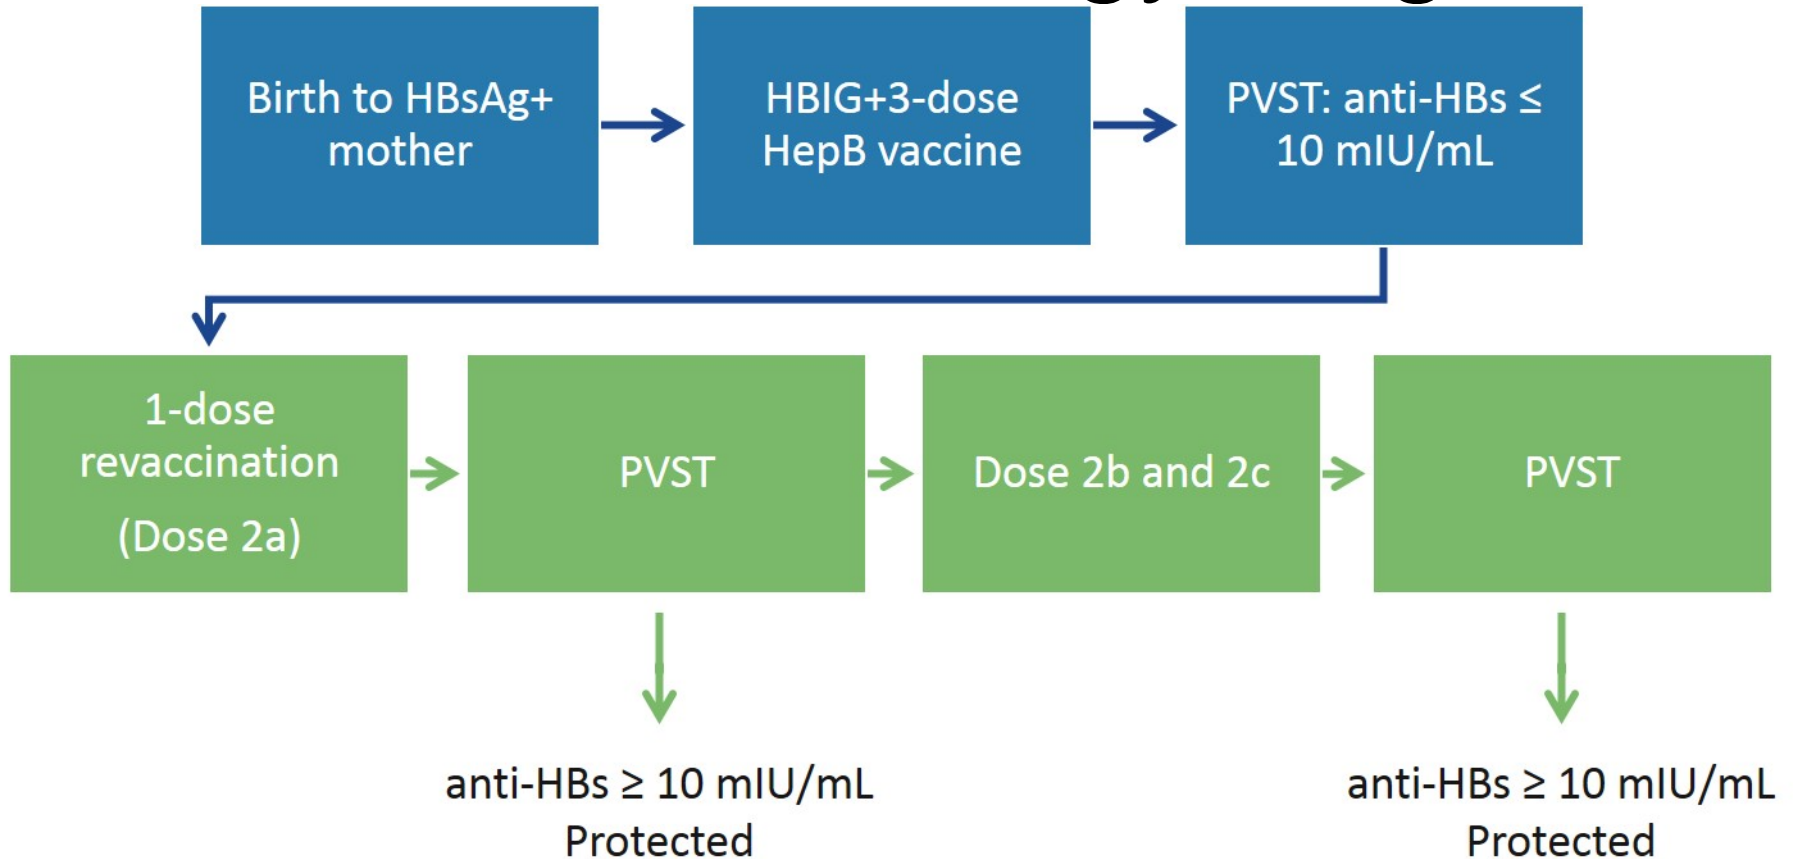 Birth to HBsAg+
mother
HBIG+3-dose
HepB vaccine
PVST: anti-HBs ≤
10 mIU/mL
1-dose
revaccination
(Dose 2a)
PVST
Dose 2b and 2c
PVST
anti-HBs ≥ 10 mIU/mL
Protected
anti-HBs ≥ 10 mIU/mL
Protected